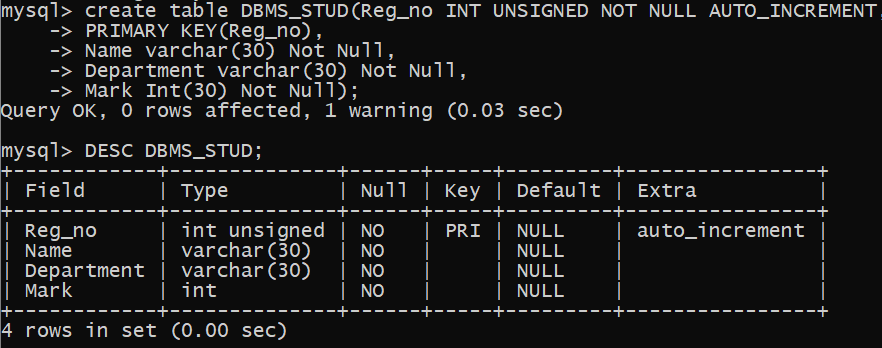 mysql> create table DBMS_STUD(Reg_no INT UNSIGNED NOT NULL AUTO_INCREMENT,
    -> PRIMARY KEY(Reg_no),
    -> Name varchar(30) Not Null,
    -> Department varchar(30) Not Null,
    -> Mark Int(30) Not Null);
Query OK, 0 rows affected, 1 warning (0.03 sec)

mysql> DESC DBMS_STUD;
+------------+--------------+------+-----+---------+----------------+
| Field      | Type         | Null | Key | Default | Extra          |
+------------+--------------+------+-----+---------+----------------+
| Reg_no     | int unsigned | NO   | PRI | NULL    | auto_increment |
| Name       | varchar(30)  | NO   |     | NULL    |                |
| Department | varchar(30)  | NO   |     | NULL    |                |
| Mark       | int          | NO   |     | NULL    |                |
+------------+--------------+------+-----+---------+----------------+
4 rows in set (0.00 sec)